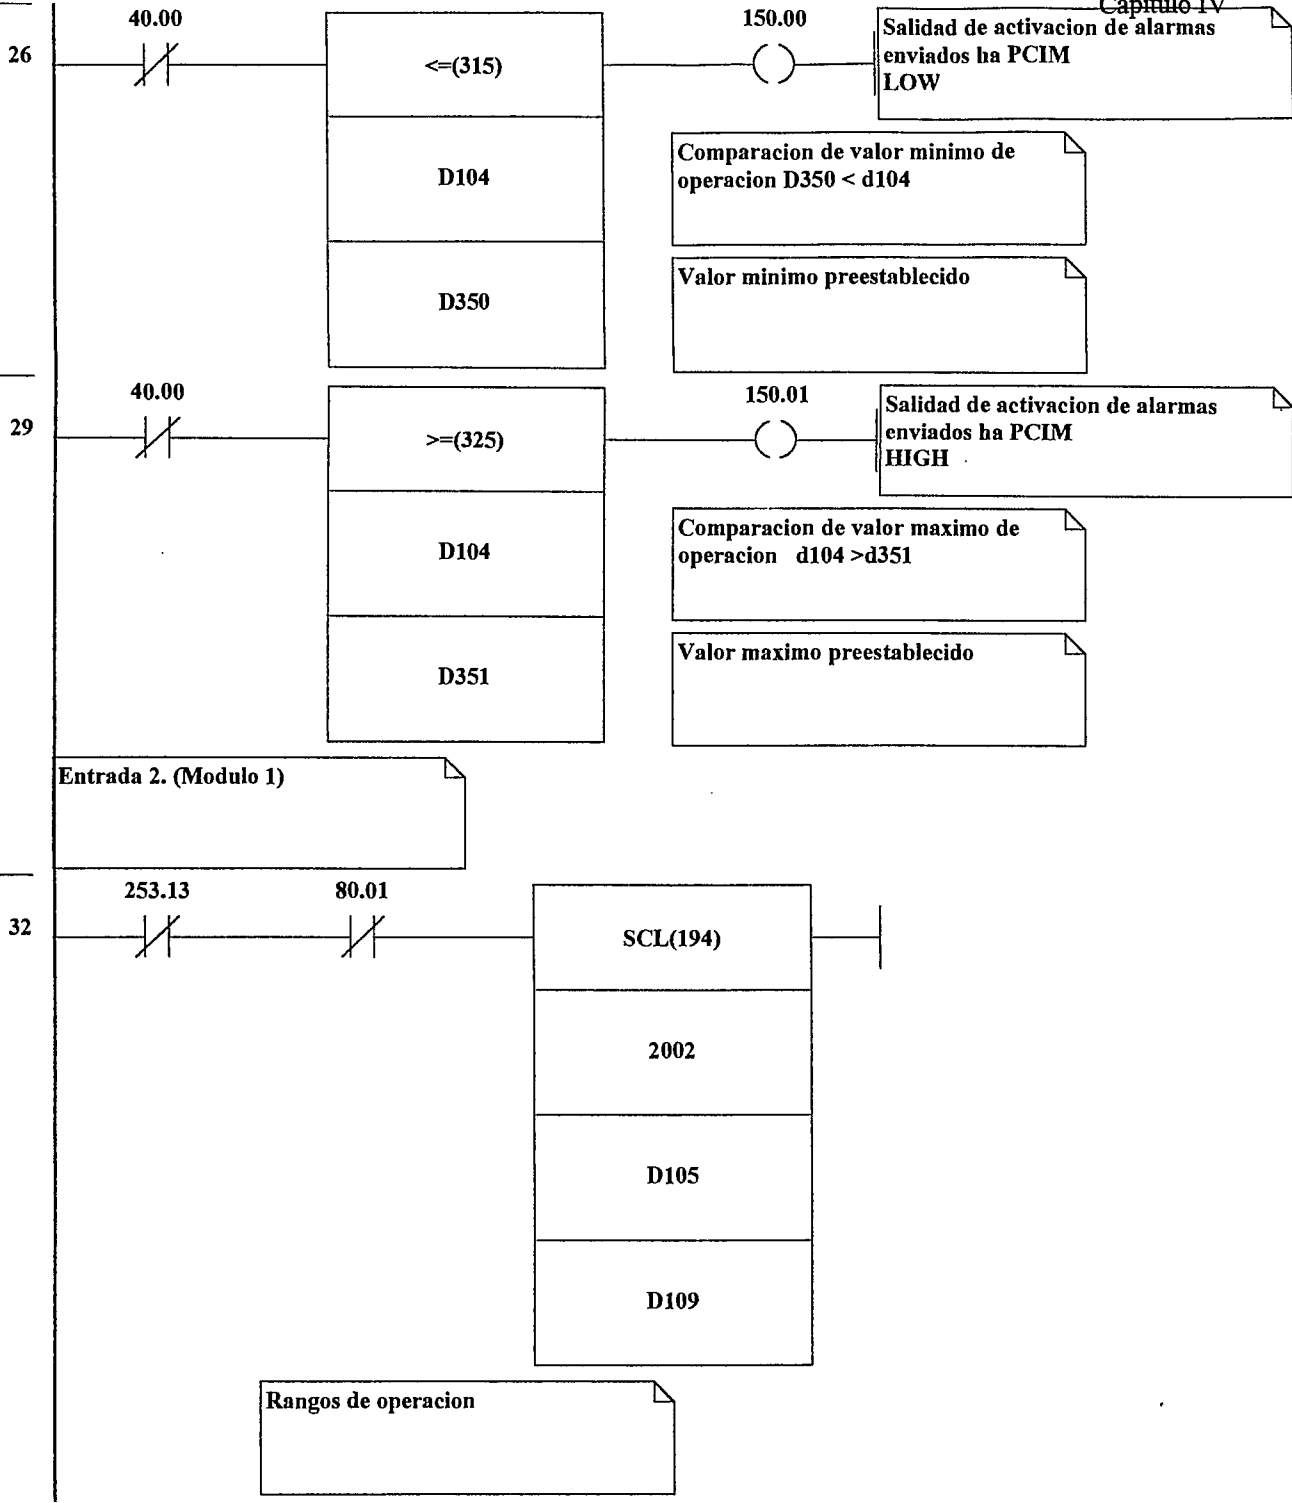 Capitulo IV
40.00
150.00
26
<=(315)
Salidad de activacion de alarmas
enviados ha PCIM
LOW
D104
Comparacion de valor minimo de
operacion D350 < d104
D350
Valor minimo preestablecido
40.00
150.01
29
>=(325)
Salidad de activacion de alarmas
enviados ha PCIM
HIGH
D104
Comparacion de valor maximo de
operacion d104 >d351
D351
Valor maximo preestablecido
Entrada 2. (Modulo 1)
253.13
80.01
32
SCL(194)
2002
D105
D109
Rangos de operacion